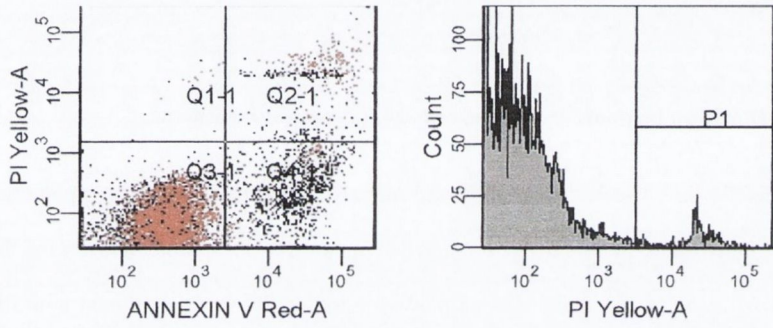 PI Yellow-A
10^5
10^4
10^3
10^2
Q1-1
Q2-1
Q3-1
Q4-1
10^2
10^3
10^4
10^5
ANNEXIN V Red-A
Count
100
75
50
25
0
P1
10^2
10^3
10^4
10^5
PI Yellow-A